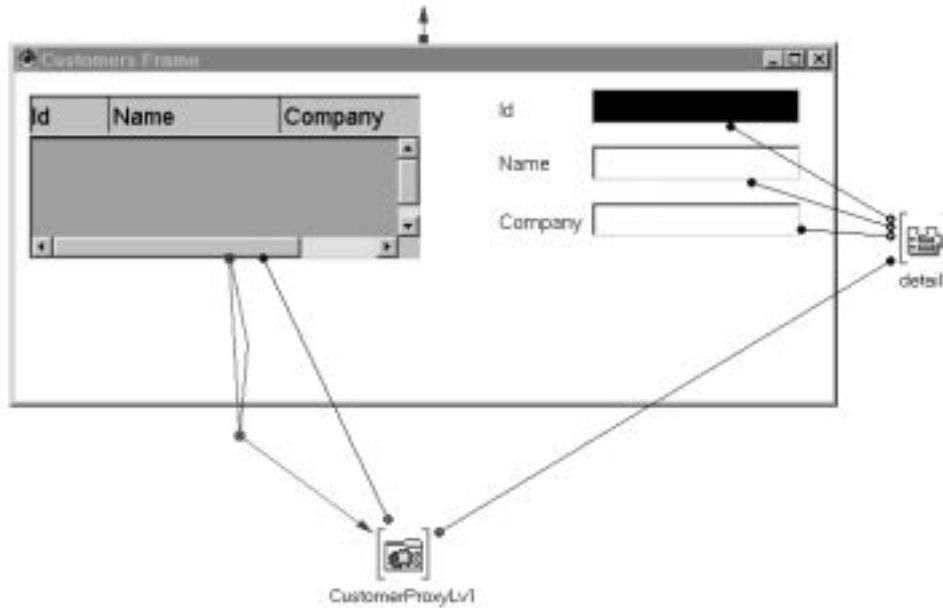 Customers Frame
Id Name Company
Id
Name
Company
detail
CustomerProxyLv1